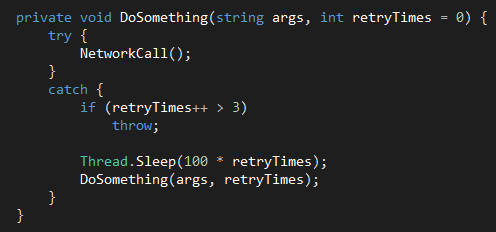 private void DoSomething(string args, int retryTimes = 0) {
    try {
        NetworkCall();
    }
    catch {
        if (retryTimes++ > 3)
            throw;

        Thread.Sleep(100 * retryTimes);
        DoSomething(args, retryTimes);
    }
}